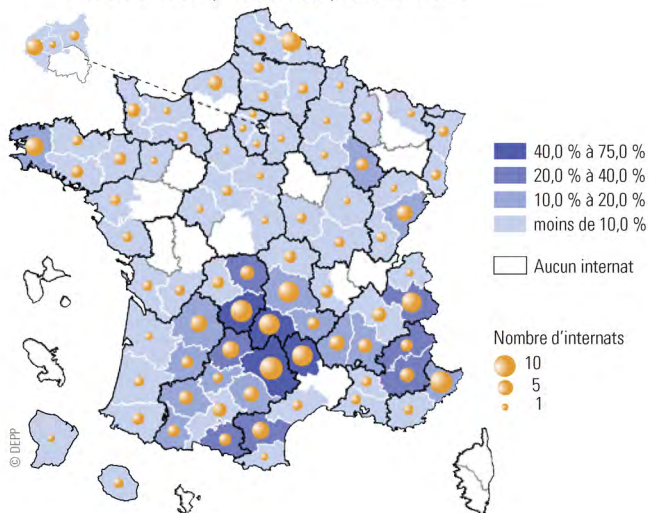 40,0 % à 75,0 %
20,0 % à 40,0 %
10,0 % à 20,0 %
moins de 10,0 %
Aucun internat
Nombre d'internats
10
5
1
© DEPP